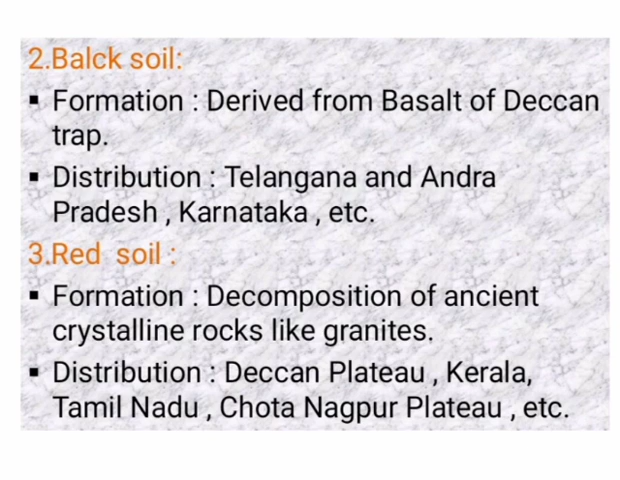 2.Balck soil:
▪ Formation : Derived from Basalt of Deccan
trap.
▪ Distribution : Telangana and Andra
Pradesh , Karnataka , etc.
3.Red  soil :
▪ Formation : Decomposition of ancient
crystalline rocks like granites.
▪ Distribution : Deccan Plateau , Kerala,
Tamil Nadu , Chota Nagpur Plateau , etc.